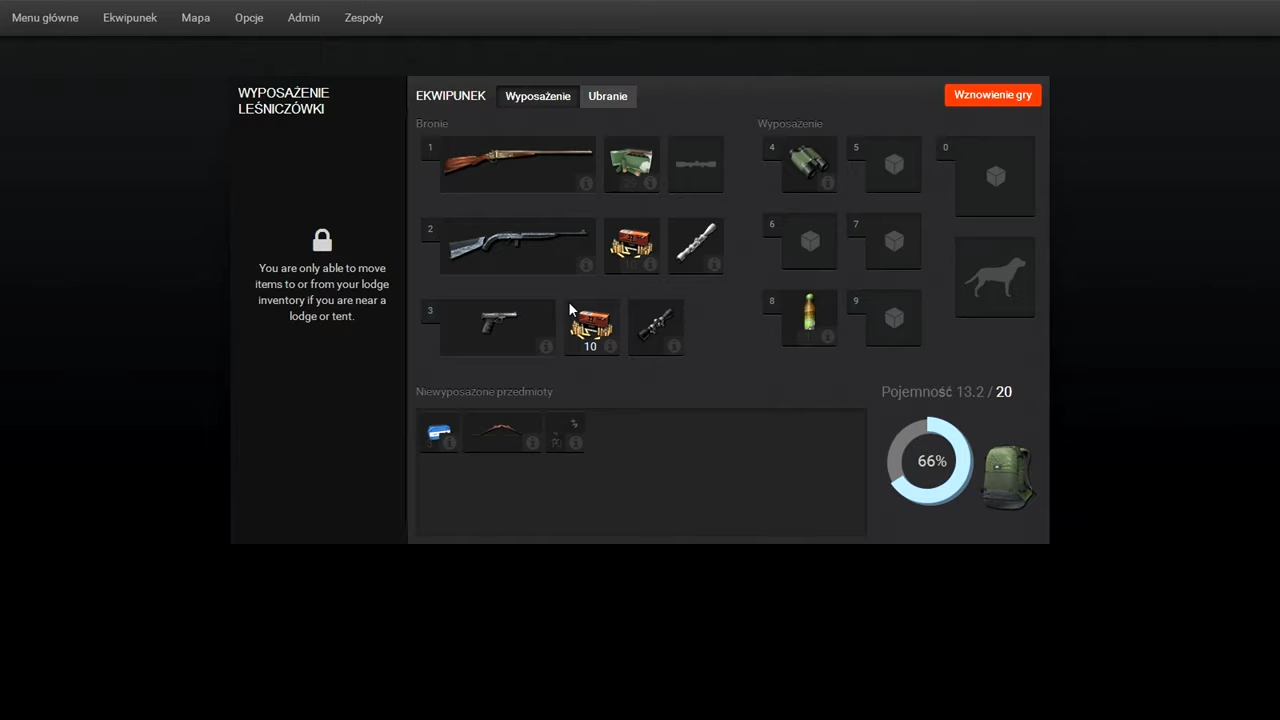 Menu główne Ekwipunek Mapa Opcje Admin Zespoły
WYPOSAŻENIE
LEŚNICZÓWKI
You are only able to move
items to or from your lodge
inventory if you are near a
lodge or tent.
EKWIPUNEK Wyposażenie Ubranie
Wznowienie gry
Bronie
1
2
3
10
Wyposażenie
4 5 0
6 7
8 9
Niewyposażone przedmioty
Pojemność 13.2 / 20
66%